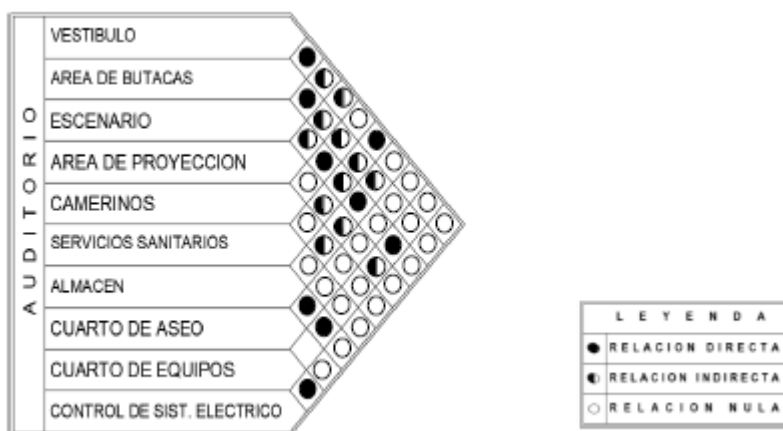 AUDITORIO
VESTIBULO
AREA DE BUTACAS
ESCENARIO
AREA DE PROYECCION
CAMERINOS
SERVICIOS SANITARIOS
ALMACEN
CUARTO DE ASEO
CUARTO DE EQUIPOS
CONTROL DE SIST. ELECTRICO
LEYENDA
RELACION DIRECTA
RELACION INDIRECTA
RELACION NULA